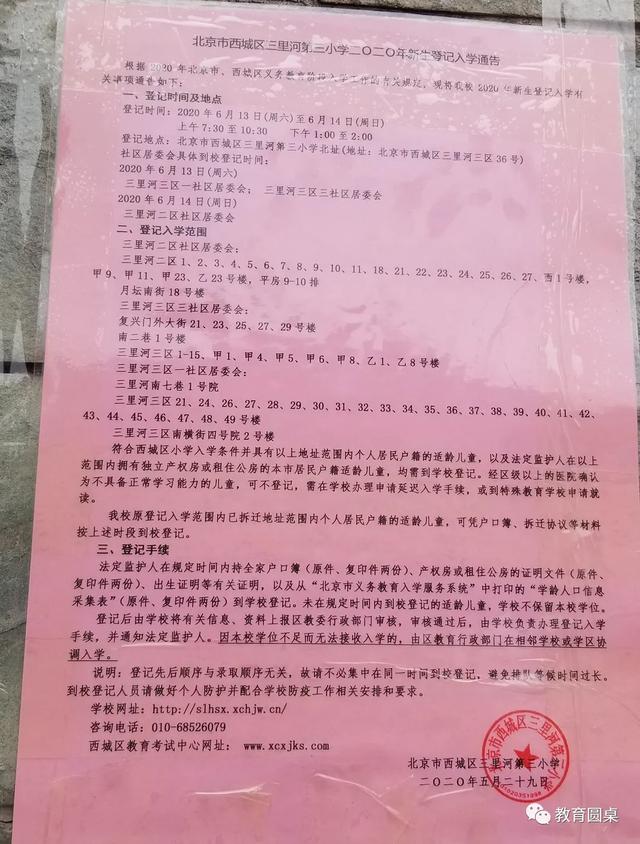 北京市西城区三里河第三小学二〇二〇年新生登记入学通告
根据2020年北京市、西城区义务教育阶段入学工作的有关规定，现将我校2020年新生登记入学有
关事项通告如下：
一、登记时间及地点
登记时间：2020年6月13日(周六)至6月14日(周日)
上午7:30至10:30 下午1:00至2:00
登记地点：北京市西城区三里河第三小学北址(地址：北京市西城区三里河三区36号)
社区居委会具体到校登记时间：
2020年6月13日(周六)
三里河三区一社区居委会； 三里河三区三社区居委会
2020年6月14日(周日)
三里河二区社区居委会
二、登记入学范围
三里河二区社区居委会：
三里河二区1、2、3、4、5、6、7、8、9、10、11、18、21、22、23、24、25、26、27、西1号楼，
甲9、甲11、甲23、乙23号楼，平房9-10排
月坛南街18号楼
三里河三区三社区居委会：
复兴门外大街21、23、25、27、29号楼
南二巷1号楼
三里河三区1-15、甲1、甲4、甲5、甲6、甲8、乙1、乙8号楼
三里河三区一社区居委会：
三里河南七巷1号院
三里河三区21、24、26、27、28、29、30、31、32、33、34、35、36、37、38、39、40、41、42、
43、44、45、46、47、48、49号楼
三里河三区南横街四号院2号楼
符合西城区小学入学条件并具有以上地址范围内个人居民户籍的适龄儿童，以及法定监护人在以上
范围内拥有独立产权房或租住公房的本市居民户籍适龄儿童，均需到学校登记。经区级以上的医院确认
为不具备正常学习能力的儿童，可不登记，需在学校办理申请延迟入学手续，或到特殊教育学校申请就
读。
我校原登记入学范围内已拆迁地址范围内个人居民户籍的适龄儿童，可凭户口簿、拆迁协议等材料
按上述时段到校登记。
三、登记手续
法定监护人在规定时间内持全家户口簿（原件、复印件两份）、产权房或租住公房的证明文件（原件、
复印件两份）、出生证明等有关证明，以及从“北京市义务教育入学服务系统”中打印的“学龄人口信息
采集表”（原件、复印件两份）到学校登记。未在规定时间内到校登记的适龄儿童，学校不保留本校学位。
登记后由学校将有关信息、资料上报区教委行政部门审核，审核通过后，由学校负责办理登记入学
手续，并通知法定监护人。因本校学位不足而无法接收入学的，由区教育行政部门在相邻学校或学区协
调入学。
说明：登记先后顺序与录取顺序无关，故请不必集中在同一时间到校登记，避免排队等候时间过长。
到校登记人员请做好个人防护并配合学校防疫工作相关安排和要求。
学校网址：http://slhsx.xchjw.cn/
咨询电话：010-68526079
西城区教育考试中心网址： www.xcxjks.com
北京市西城区三里河第三小学
二〇二〇年五月二十九日
教育圆桌